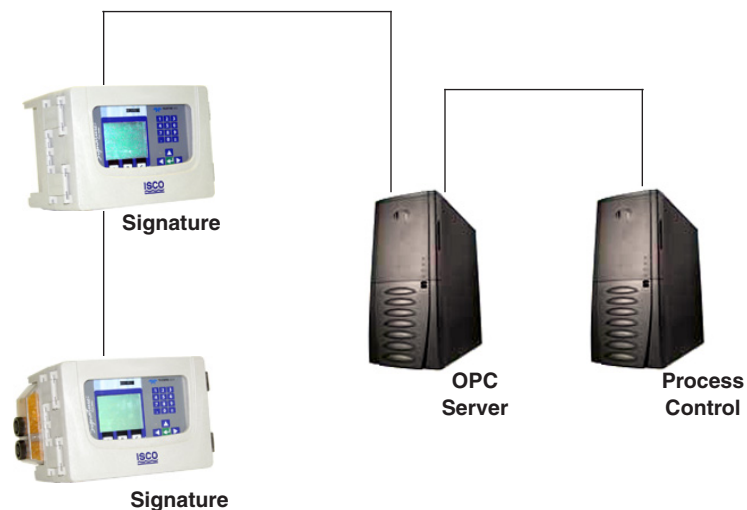 ISCO
Signature
OPC
Server
Process
Control
ISCO
Signature